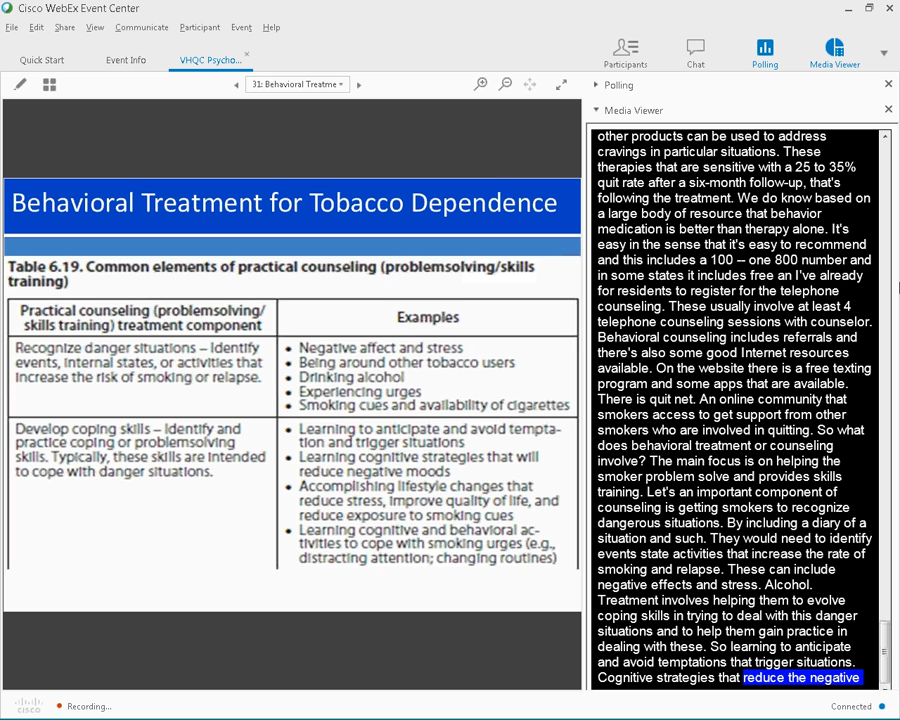 Cisco WebEx Event Center
File Edit Share View Communicate Participant Event Help
Quick Start Event Info VHQC Psycho...
Participants Chat Polling Media Viewer
31: Behavioral Treatme
Polling
Media Viewer
Behavioral Treatment for Tobacco Dependence
Table 6.19. Common elements of practical counseling (problemsolving/skills
training)
Practical counseling (problemsolving/
skills training) treatment component
Examples
Recognize danger situations – Identify
events, internal states, or activities that
increase the risk of smoking or relapse.
• Negative affect and stress
• Being around other tobacco users
• Drinking alcohol
• Experiencing urges
• Smoking cues and availability of cigarettes
Develop coping skills – Identify and
practice coping or problemsolving
skills. Typically, these skills are intended
to cope with danger situations.
• Learning to anticipate and avoid tempta-
tion and trigger situations
• Learning cognitive strategies that will
reduce negative moods
• Accomplishing lifestyle changes that
reduce stress, improve quality of life, and
reduce exposure to smoking cues
• Learning cognitive and behavioral ac-
tivities to cope with smoking urges (e.g.,
distracting attention; changing routines)
other products can be used to address
cravings in particular situations. These
therapies that are sensitive with a 25 to 35%
quit rate after a six-month follow-up, that's
following the treatment. We do know based on
a large body of resource that behavior
medication is better than therapy alone. It's
easy in the sense that it's easy to recommend
and this includes a 100 -- one 800 number and
in some states it includes free an I've already
for residents to register for the telephone
counseling. These usually involve at least 4
telephone counseling sessions with counselor.
Behavioral counseling includes referrals and
there's also some good Internet resources
available. On the website there is a free texting
program and some apps that are available.
There is quit net. An online community that
smokers access to get support from other
smokers who are involved in quitting. So what
does behavioral treatment or counseling
involve? The main focus is on helping the
smoker problem solve and provides skills
training. Let's an important component of
counseling is getting smokers to recognize
dangerous situations. By including a diary of a
situation and such. They would need to identify
events state activities that increase the rate of
smoking and relapse. These can include
negative effects and stress. Alcohol.
Treatment involves helping them to evolve
coping skills in trying to deal with this danger
situations and to help them gain practice in
dealing with these. So learning to anticipate
and avoid temptations that trigger situations.
Cognitive strategies that reduce the negative
cisco
Recording...
Connected